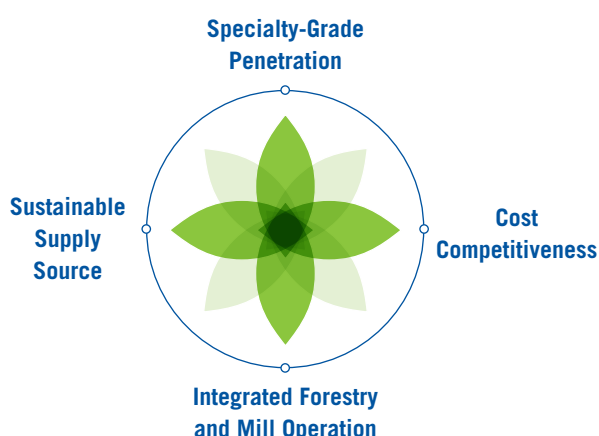 Specialty-Grade
Penetration
Sustainable
Supply
Source
Cost
Competitiveness
Integrated Forestry
and Mill Operation